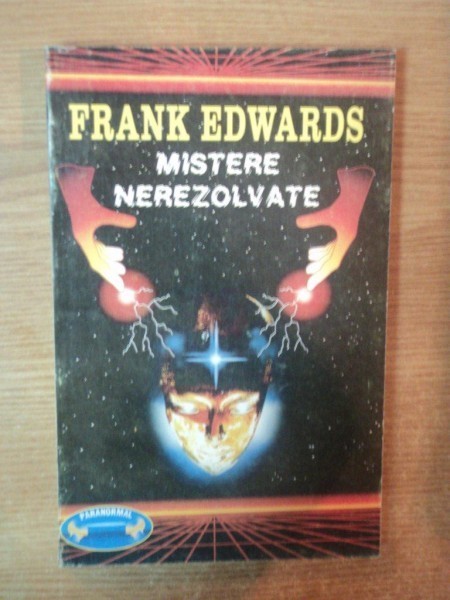 FRANK EDWARDS
MISTERE
NEREZOLVATE
PARANORMAL